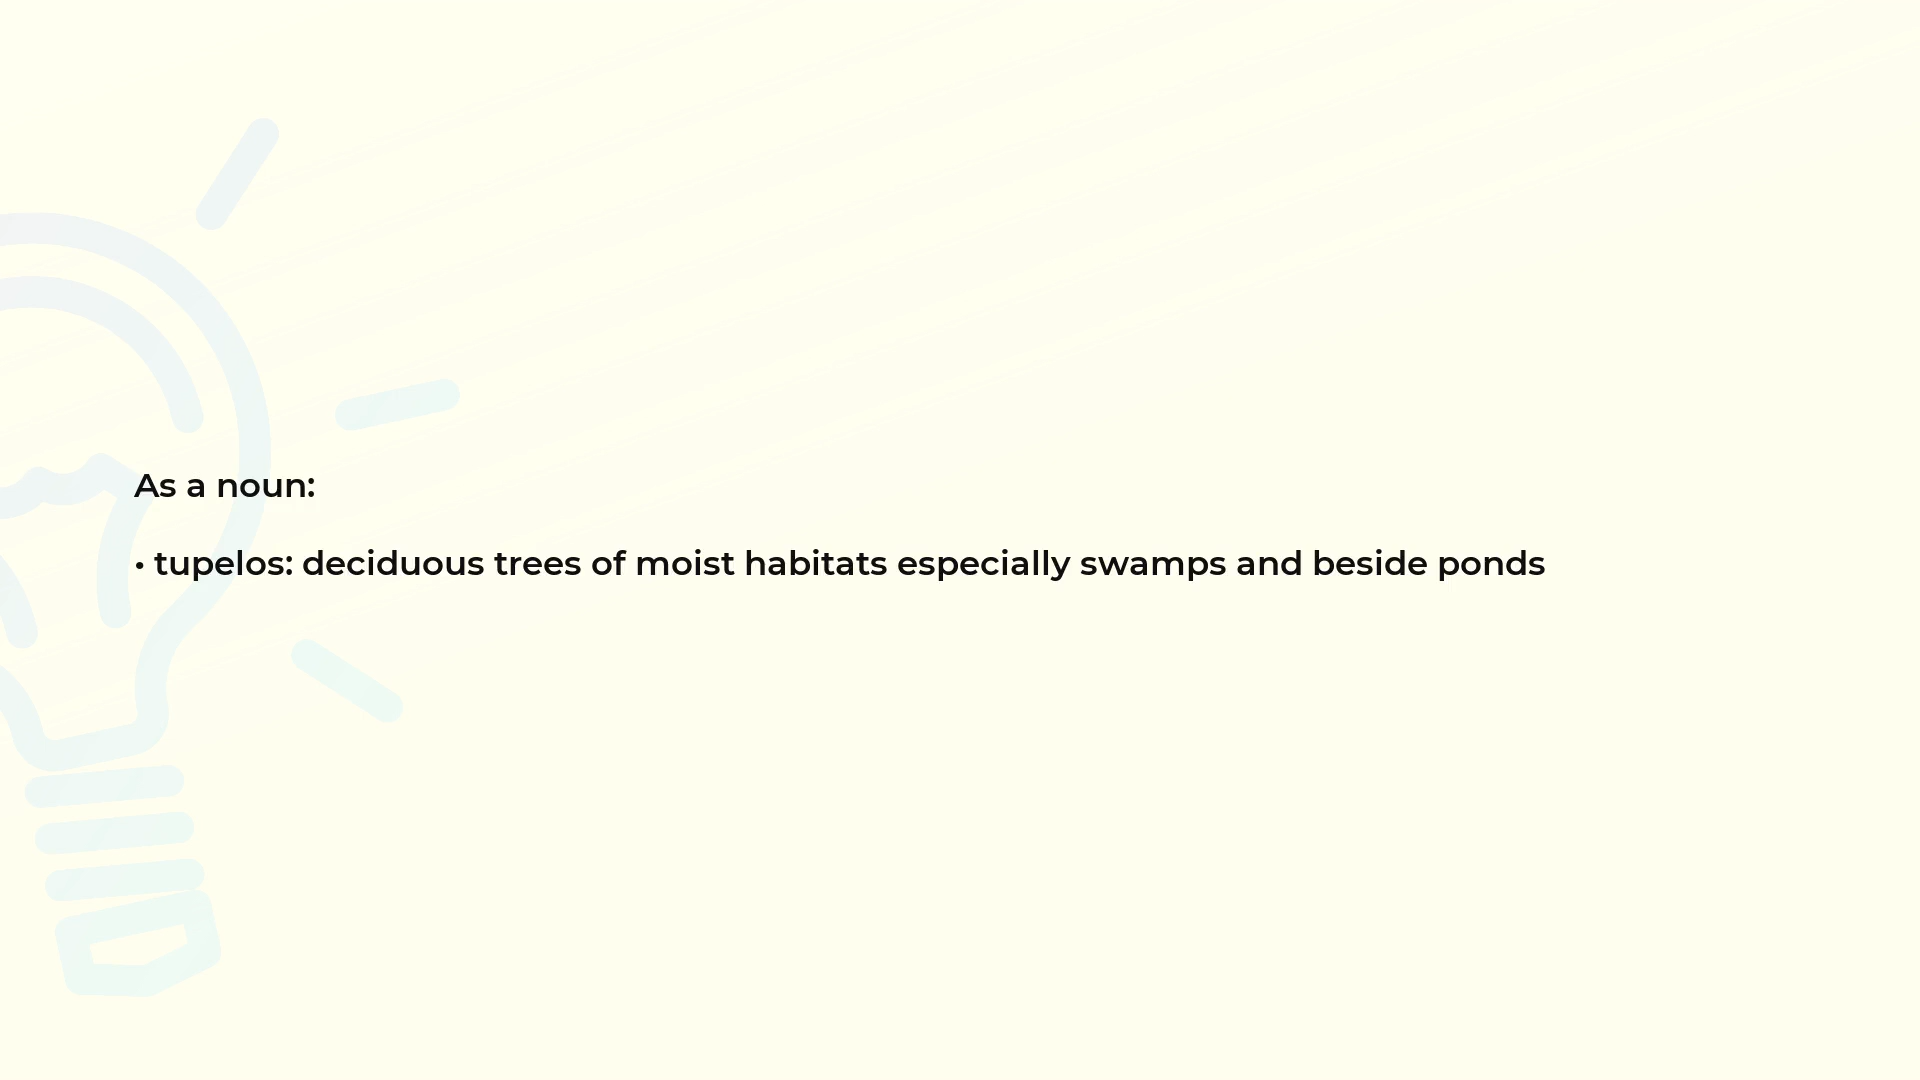 As a noun:
• tupelos: deciduous trees of moist habitats especially swamps and beside ponds